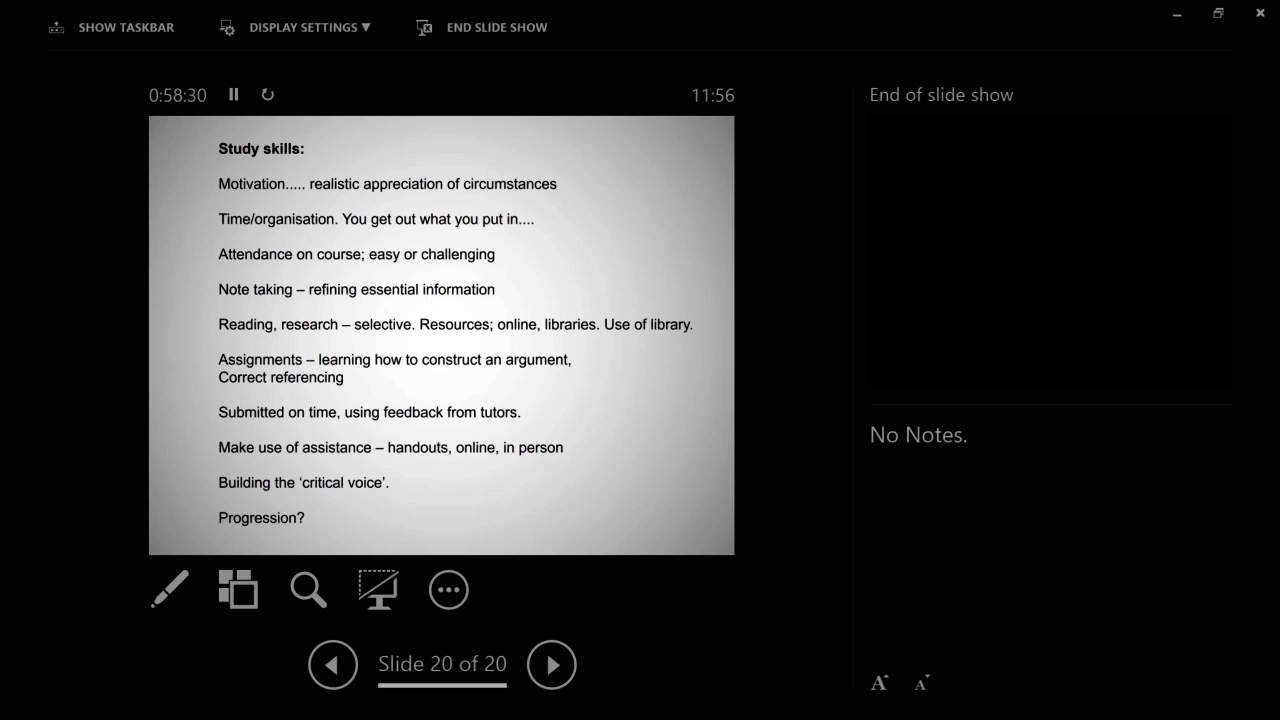 SHOW TASKBAR
DISPLAY SETTINGS ▼
END SLIDE SHOW
0:58:30
11:56
End of slide show
Study skills:
Motivation..... realistic appreciation of circumstances
Time/organisation. You get out what you put in....
Attendance on course; easy or challenging
Note taking – refining essential information
Reading, research – selective. Resources; online, libraries. Use of library.
Assignments – learning how to construct an argument,
Correct referencing
Submitted on time, using feedback from tutors.
Make use of assistance – handouts, online, in person
Building the ‘critical voice’.
Progression?
No Notes.
Slide 20 of 20
A A